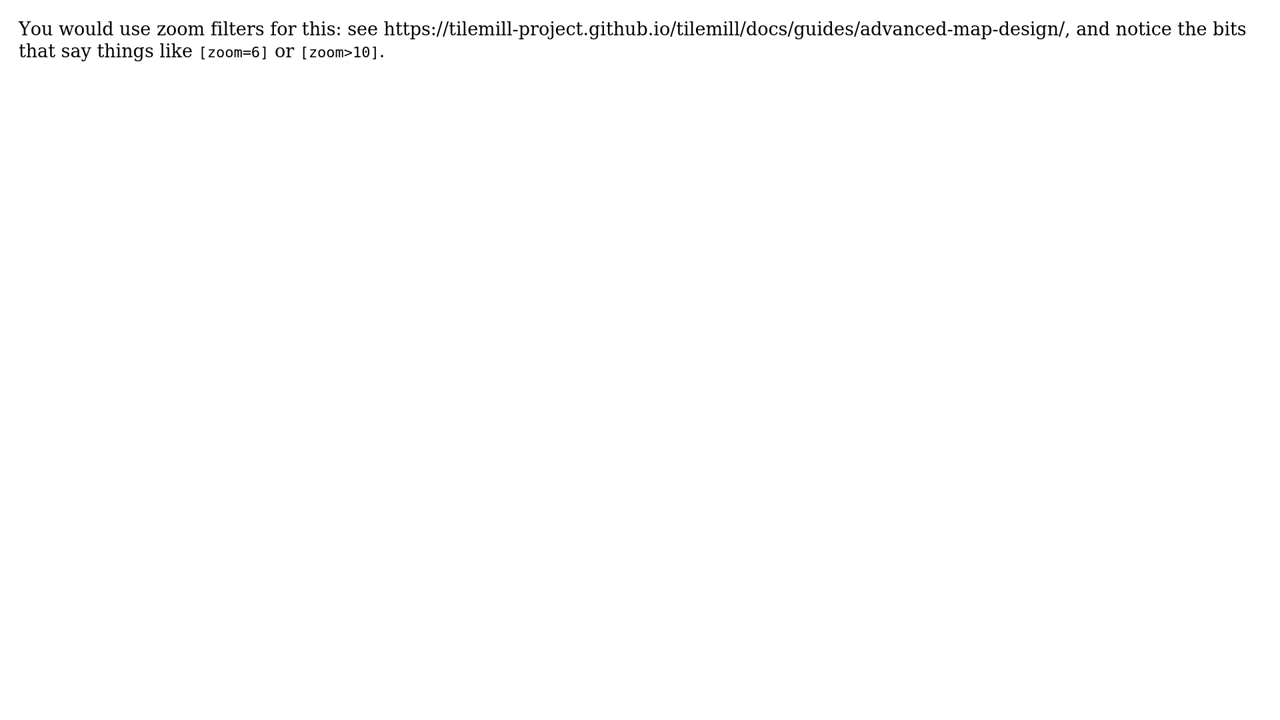 You would use zoom filters for this: see https://tilemill-project.github.io/tilemill/docs/guides/advanced-map-design/, and notice the bits
that say things like [zoom=6] or [zoom>10].